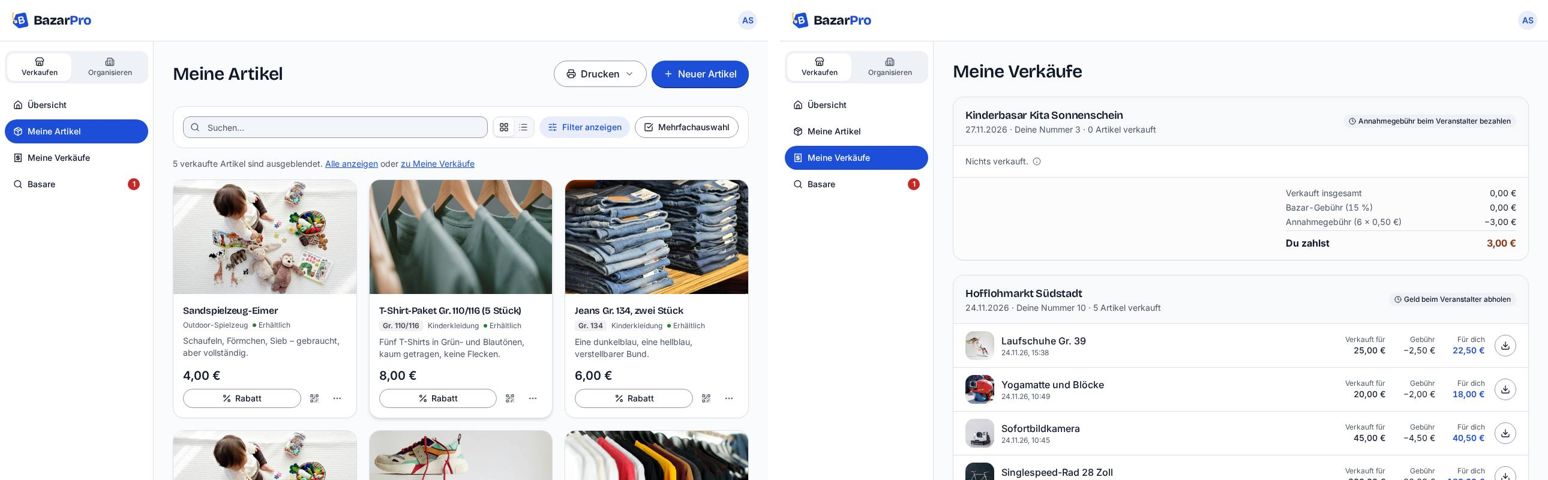 BazarPro
AS
Verkaufen
Organisieren
Übersicht
Meine Artikel
Meine Verkäufe
Basare
1
Meine Artikel
Drucken
Neuer Artikel
Suchen...
Filter anzeigen
Mehrfachauswahl
5 verkaufte Artikel sind ausgeblendet. Alle anzeigen oder zu Meine Verkäufe
Sandspielzeug-Eimer
Outdoor-Spielzeug Erhältlich
Schaufeln, Förmchen, Sieb – gebraucht,
aber vollständig.
4,00 €
Rabatt
T-Shirt-Paket Gr. 110/116 (5 Stück)
Gr. 110/116 Kinderkleidung Erhältlich
Fünf T-Shirts in Grün- und Blautönen,
kaum getragen, keine Flecken.
8,00 €
Rabatt
Jeans Gr. 134, zwei Stück
Gr. 134 Kinderkleidung Erhältlich
Eine dunkelblau, eine hellblau,
verstellbarer Bund.
6,00 €
Rabatt
BazarPro
AS
Verkaufen
Organisieren
Übersicht
Meine Artikel
Meine Verkäufe
Basare
1
Meine Verkäufe
Kinderbasar Kita Sonnenschein
27.11.2026 · Deine Nummer 3 · 0 Artikel verkauft
Annahmegebühr beim Veranstalter bezahlen
Nichts verkauft.
Verkauft insgesamt 0,00 €
Bazar-Gebühr (15 %) 0,00 €
Annahmegebühr (6 × 0,50 €) −3,00 €
Du zahlst 3,00 €
Hofflohmarkt Südstadt
24.11.2026 · Deine Nummer 10 · 5 Artikel verkauft
Geld beim Veranstalter abholen
Laufschuhe Gr. 39
24.11.26, 15:38
Verkauft für Gebühr Für dich
25,00 € −2,50 € 22,50 €
Yogamatte und Blöcke
24.11.26, 10:49
Verkauft für Gebühr Für dich
20,00 € −2,00 € 18,00 €
Sofortbildkamera
24.11.26, 10:45
Verkauft für Gebühr Für dich
45,00 € −4,50 € 40,50 €
Singlespeed-Rad 28 Zoll
Verkauft für Gebühr Für dich